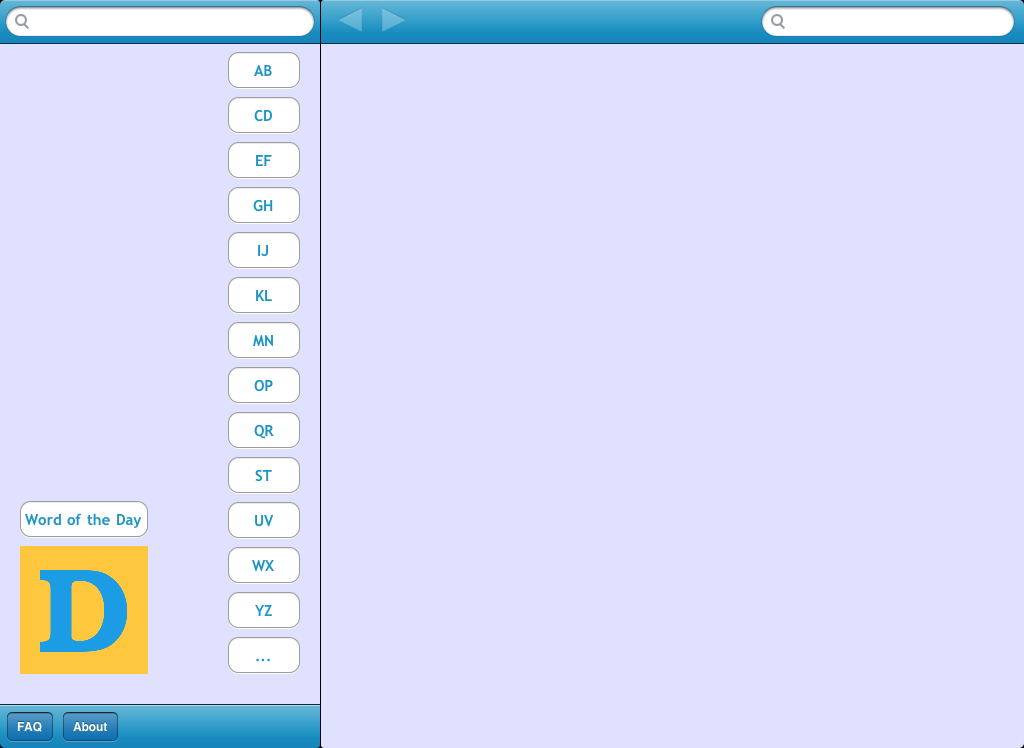 AB
CD
EF
GH
IJ
KL
MN
OP
QR
ST
UV
WX
YZ
...
Word of the Day
D
FAQ
About